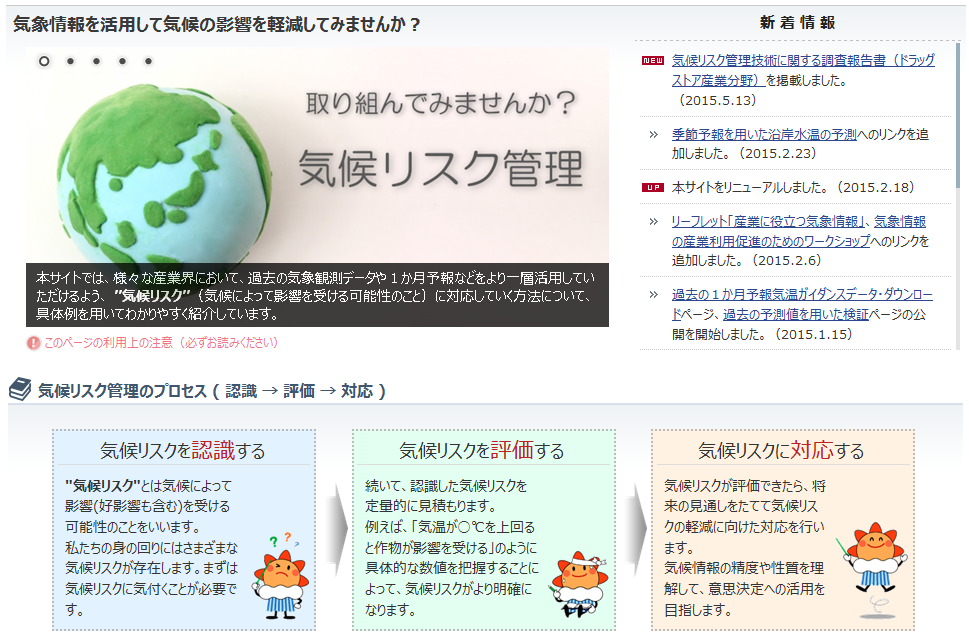 気象情報を活用して気候の影響を軽減してみませんか？
取り組んでみませんか？
気候リスク管理
本サイトでは、様々な産業界において、過去の気象観測データや１か月予報などをより一層活用してい
ただけるよう、"気候リスク"（気候によって影響を受ける可能性のこと）に対応していく方法について、
具体例を用いてわかりやすく紹介しています。
このページの利用上の注意（必ずお読みください）
新着情報
NEW 気候リスク管理技術に関する調査報告書（ドラッグ
ストア産業分野）を掲載しました。
（2015.5.13）
» 季節予報を用いた沿岸水温の予測へのリンクを追
加しました。（2015.2.23）
UP 本サイトをリニューアルしました。（2015.2.18）
» リーフレット「産業に役立つ気象情報」、気象情報
の産業利用促進のためのワークショップへのリンクを
追加しました。（2015.2.6）
» 過去の１か月予報気温ガイダンスデータ・ダウンロー
ドページ、過去の予測値を用いた検証ページの公
開を開始しました。（2015.1.15）
気候リスク管理のプロセス ( 認識 → 評価 → 対応 )
気候リスクを認識する
"気候リスク"とは気候によって
影響(好影響も含む)を受ける
可能性のことをいいます。
私たちの身の回りにはさまざまな
気候リスクが存在します。まずは
気候リスクに気付くことが必要で
す。
? ? ?
気候リスクを評価する
続いて、認識した気候リスクを
定量的に見積もります。
例えば、「気温が○℃を上回る
と作物が影響を受ける」のように
具体的な数値を把握することに
よって、気候リスクがより明確に
なります。
気候リスクに対応する
気候リスクが評価できたら、将
来の見通しをたてて気候リス
クの軽減に向けた対応を行い
ます。
気候情報の精度や性質を理
解して、意思決定への活用を
目指します。